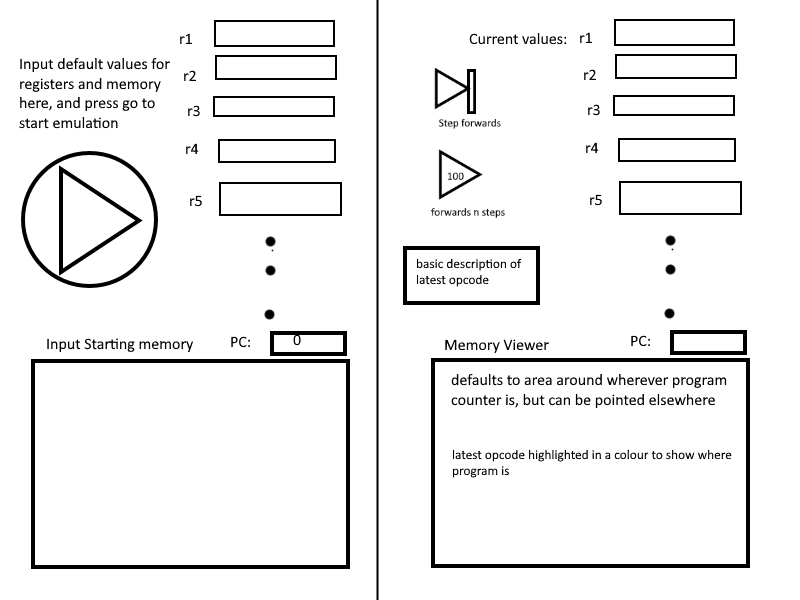 r1
Input default values for
registers and memory
here, and press go to
start emulation
r2
r3
r4
r5
Input Starting memory
PC:
0
Current values:
r1
r2
r3
r4
r5
Step forwards
100
forwards n steps
basic description of
latest opcode
Memory Viewer
PC:
defaults to area around wherever program
counter is, but can be pointed elsewhere
latest opcode highlighted in a colour to show where
program is